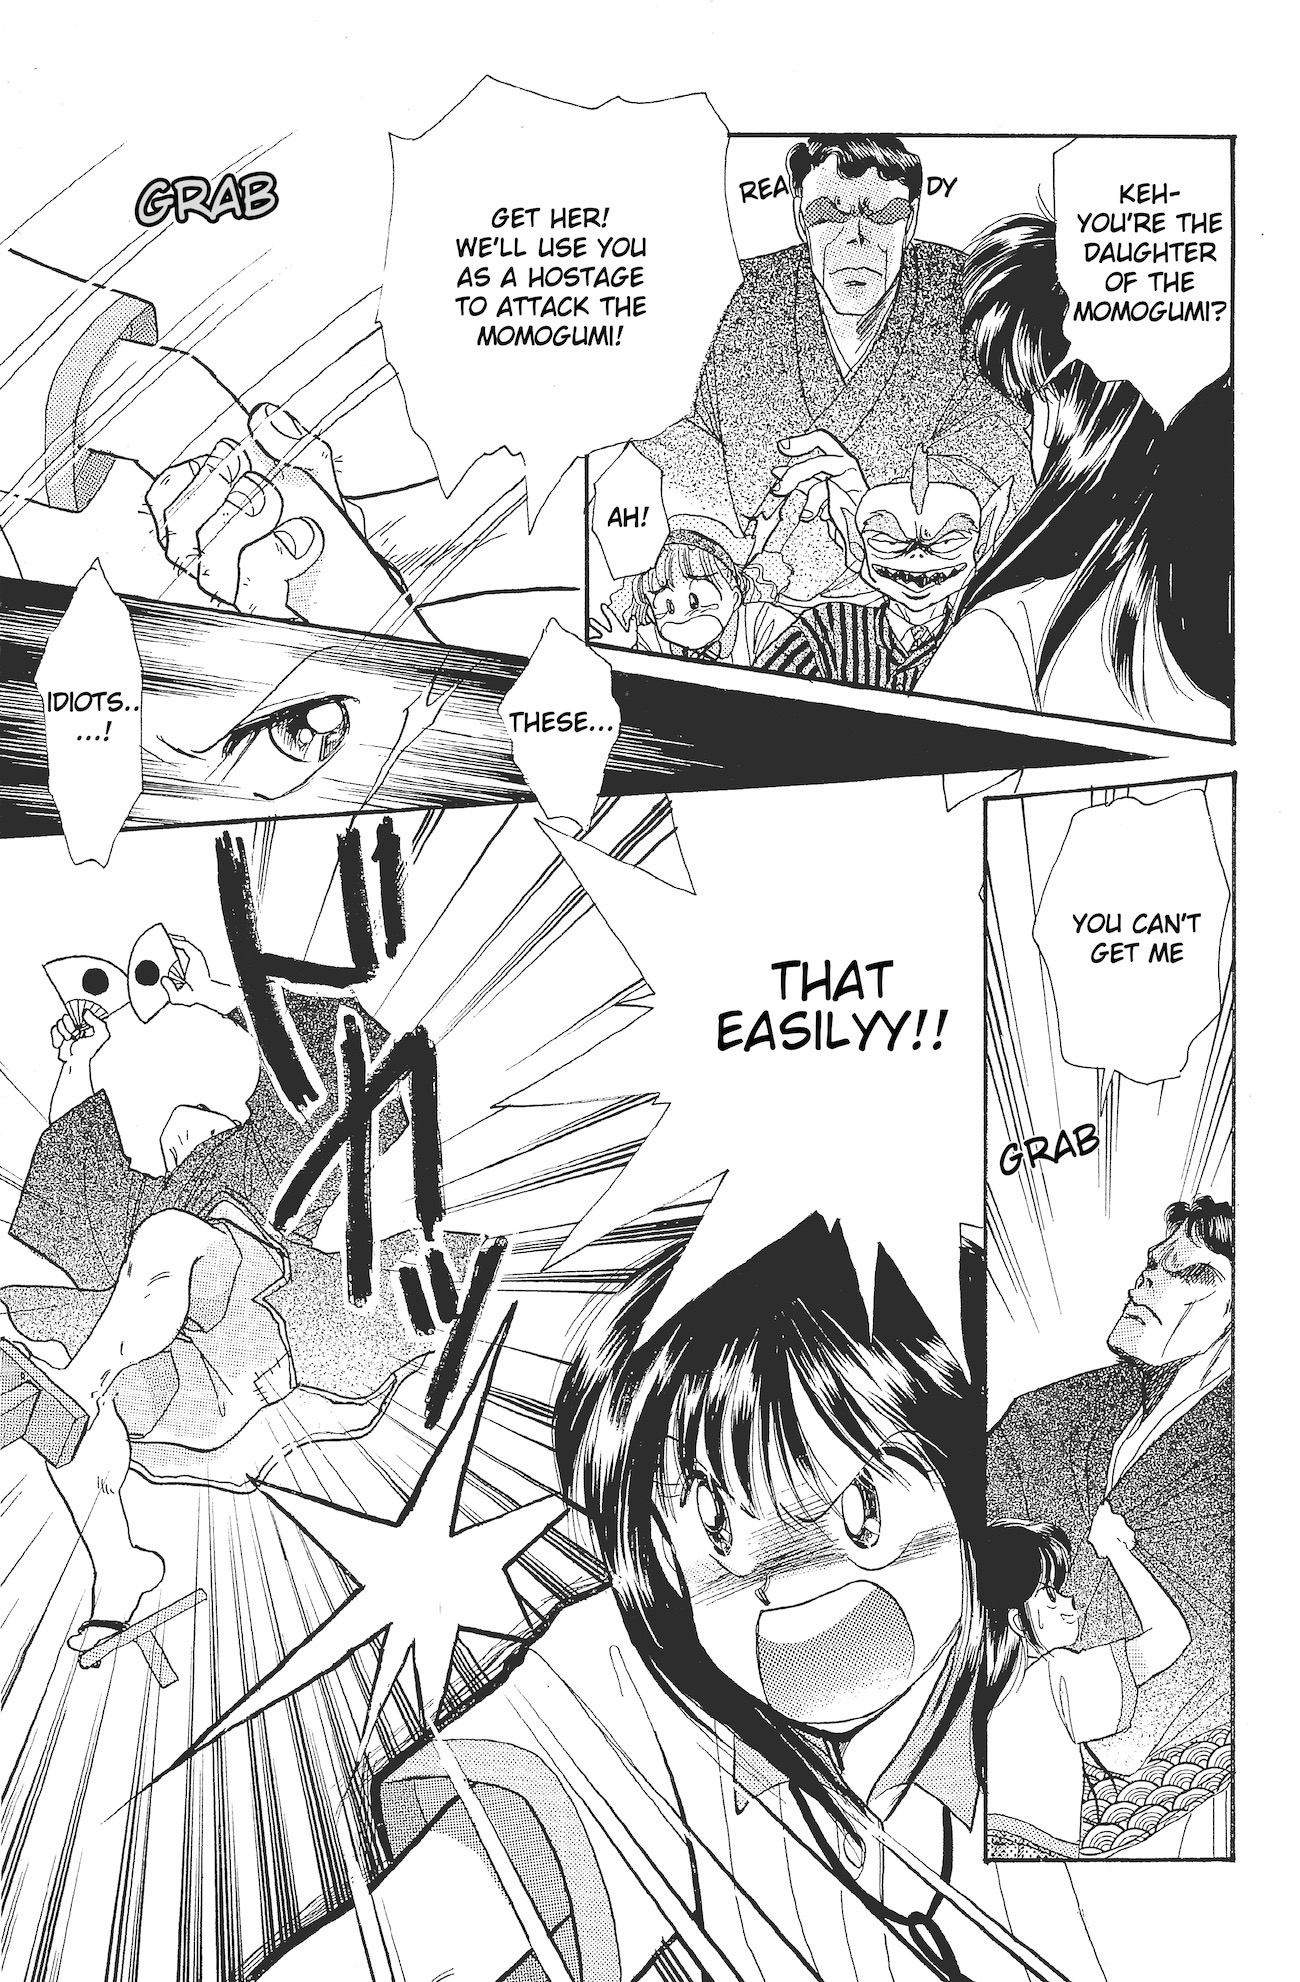 KEH-
YOU'RE THE
DAUGHTER
OF THE
MOMOGUMI?
REA
DY
AH!
GET HER!
WE'LL USE YOU
AS A HOSTAGE
TO ATTACK THE
MOMOGUMI!
GRAB
THESE...
IDIOTS..
...!
YOU CAN'T
GET ME
GRAB
THAT
EASILYY!!
ドカッ